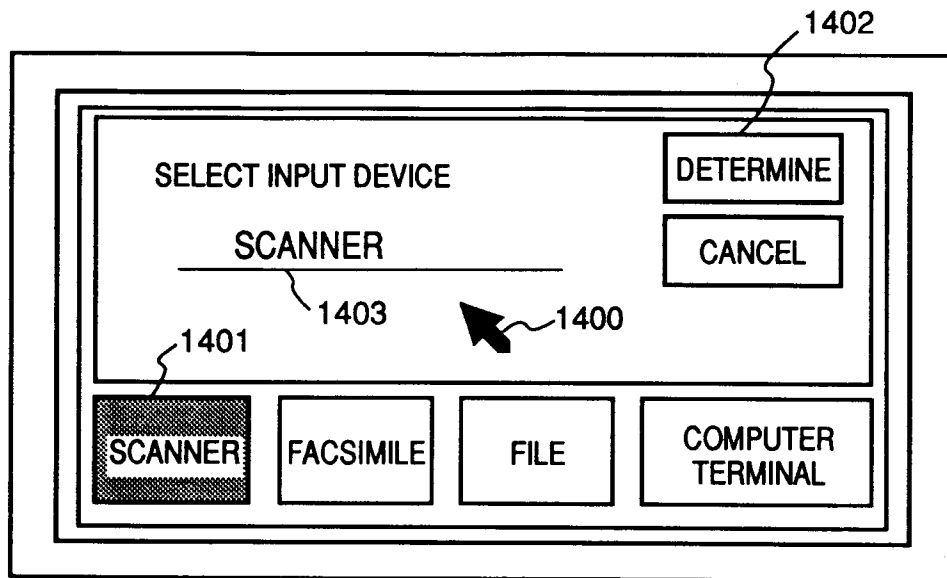 1402
SELECT INPUT DEVICE
DETERMINE
SCANNER
CANCEL
1403
1400
1401
SCANNER
FACSIMILE
FILE
COMPUTER
TERMINAL